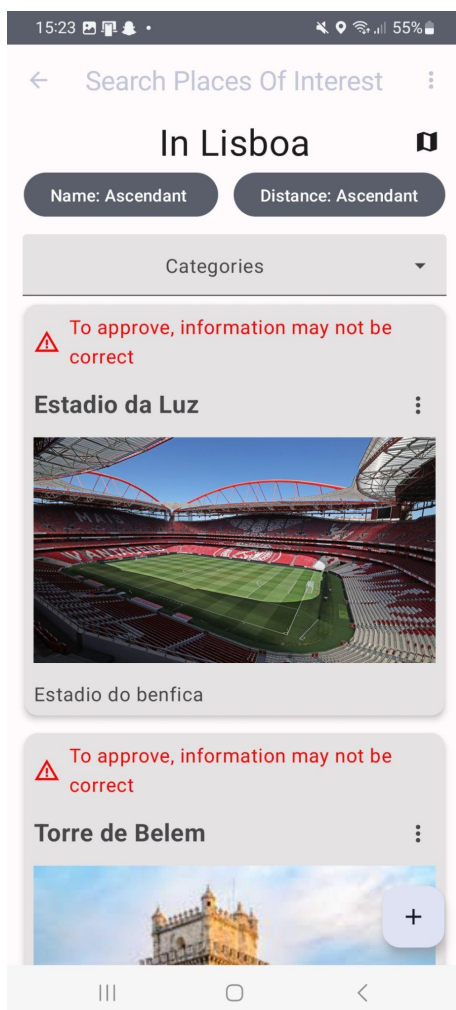 15:23
55%
Search Places Of Interest
In Lisboa
Name: Ascendant
Distance: Ascendant
Categories
To approve, information may not be
correct
Estadio da Luz
Estadio do benfica
To approve, information may not be
correct
Torre de Belem
+